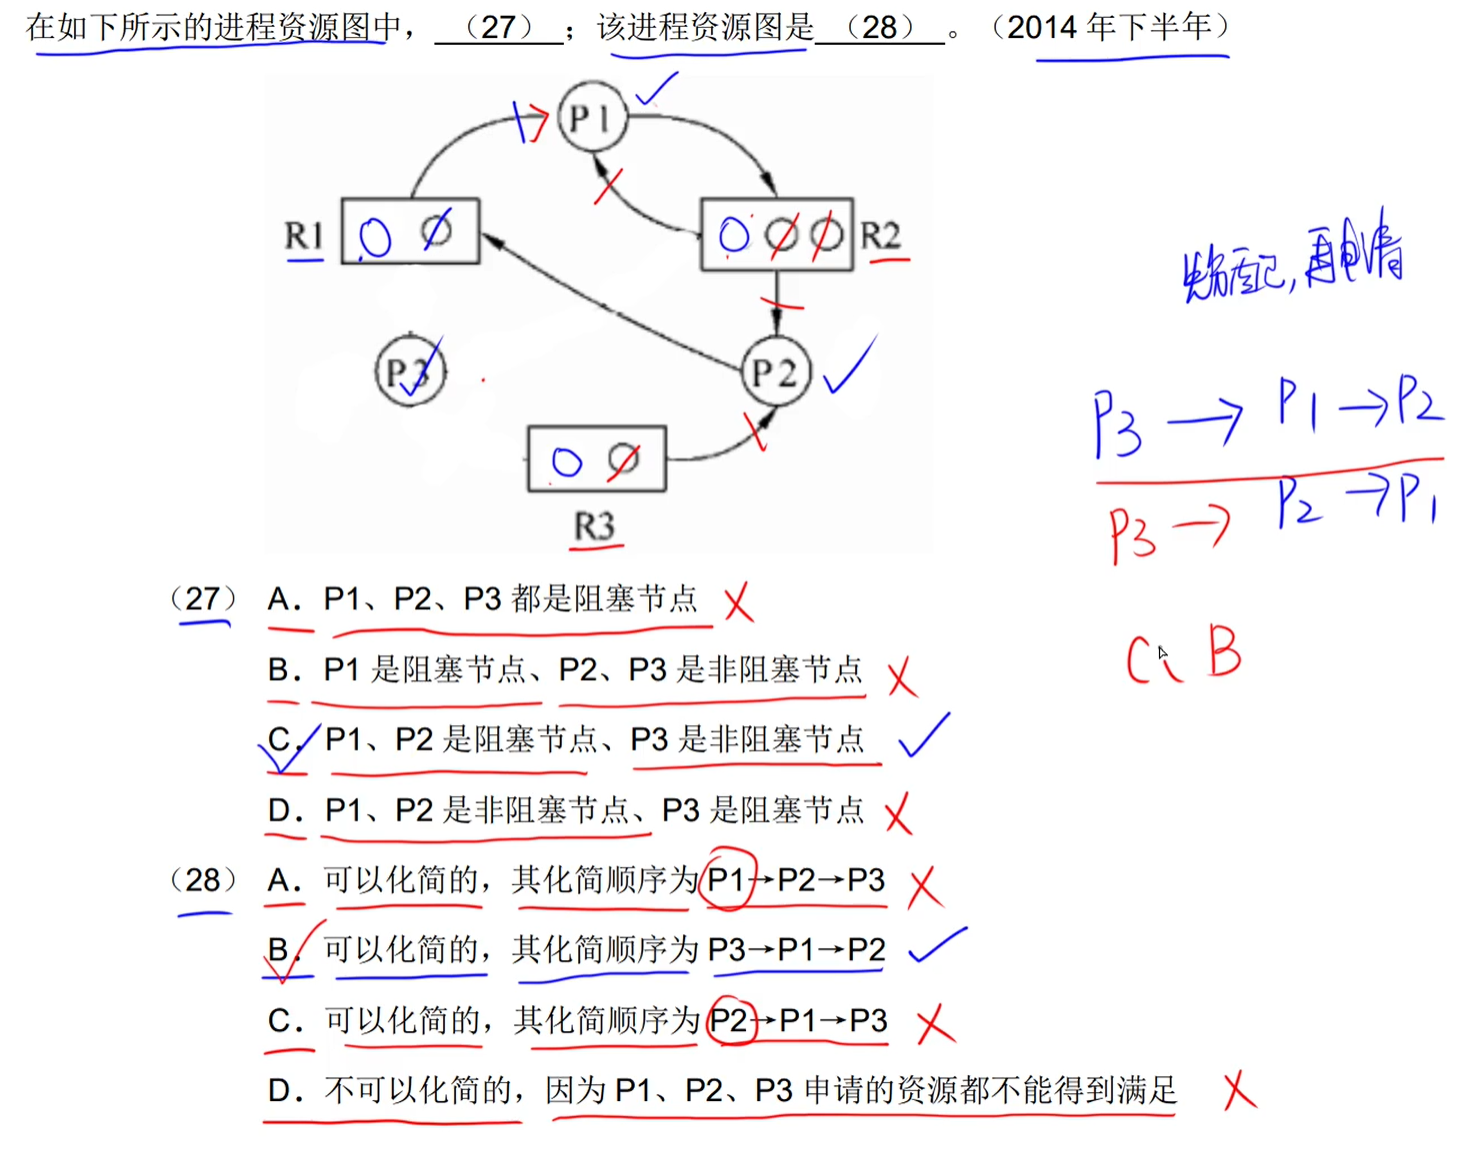 在如下所示的进程资源图中，（27）；该进程资源图是（28）。（2014 年下半年）
P1
R1
R2
先分配，再申请
P3
P2
P3 → P1 → P2
P3 → P2 → P1
R3
（27） A．P1、P2、P3 都是阻塞节点
C、B
B．P1 是阻塞节点、P2、P3 是非阻塞节点
C．P1、P2 是阻塞节点、P3 是非阻塞节点
D．P1、P2 是非阻塞节点、P3 是阻塞节点
（28） A．可以化简的，其化简顺序为 P1→P2→P3
B．可以化简的，其化简顺序为 P3→P1→P2
C．可以化简的，其化简顺序为 P2→P1→P3
D．不可以化简的，因为 P1、P2、P3 申请的资源都不能得到满足